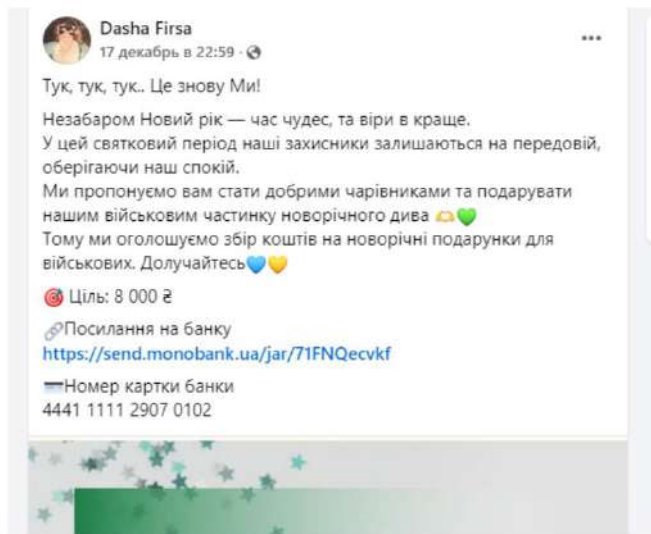 Dasha Firsa
17 декабрь в 22:59 ·
Тук, тук, тук.. Це знову Ми!
Незабаром Новий рік — час чудес, та віри в краще.
У цей святковий період наші захисники залишаються на передовій,
оберігаючи наш спокій.
Ми пропонуємо вам стати добрими чарівниками та подарувати
нашим військовим частинку новорічного дива 🫶💚
Тому ми оголошуємо збір коштів на новорічні подарунки для
військових. Долучайтесь💙💛
🎯 Ціль: 8 000 ₴
🔗Посилання на банку
https://send.monobank.ua/jar/71FNQecvkf
💳Номер картки банки
4441 1111 2907 0102